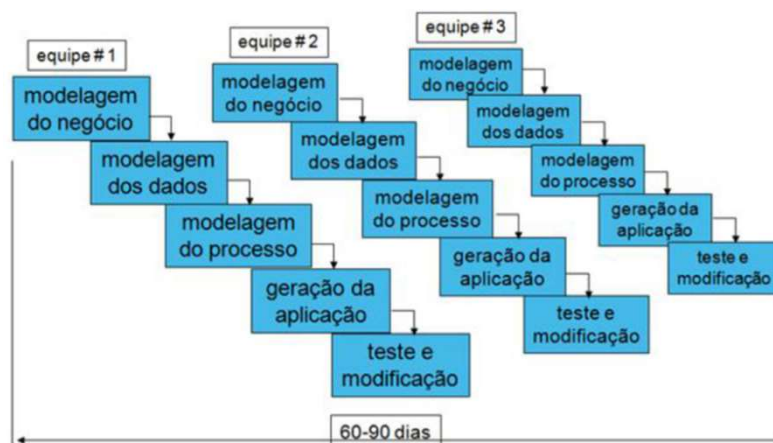 equipe # 1
modelagem
do negócio
modelagem
dos dados
modelagem
do processo
geração da
aplicação
teste e
modificação
equipe # 2
modelagem
do negócio
modelagem
dos dados
modelagem
do processo
geração da
aplicação
teste e
modificação
equipe # 3
modelagem
do negócio
modelagem
dos dados
modelagem
do processo
geração da
aplicação
teste e
modificação
60-90 dias